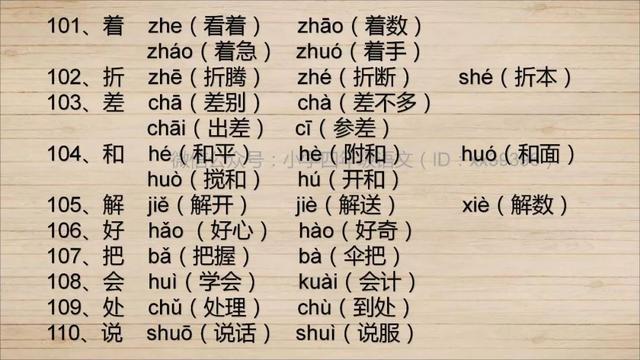 101、着 zhe（看着） zhāo（着数）
zháo（着急） zhuó（着手）
102、折 zhē（折腾） zhé（折断） shé（折本）
103、差 chā（差别） chà（差不多）
chāi（出差） cī（参差）
104、和 hé（和平） hè（附和） huó（和面）
huò（搅和） hú（开和）
105、解 jiě（解开） jiè（解送） xiè（解数）
106、好 hǎo（好心） hào（好奇）
107、把 bǎ（把握） bà（伞把）
108、会 huì（学会） kuài（会计）
109、处 chǔ（处理） chù（到处）
110、说 shuō（说话） shuì（说服）